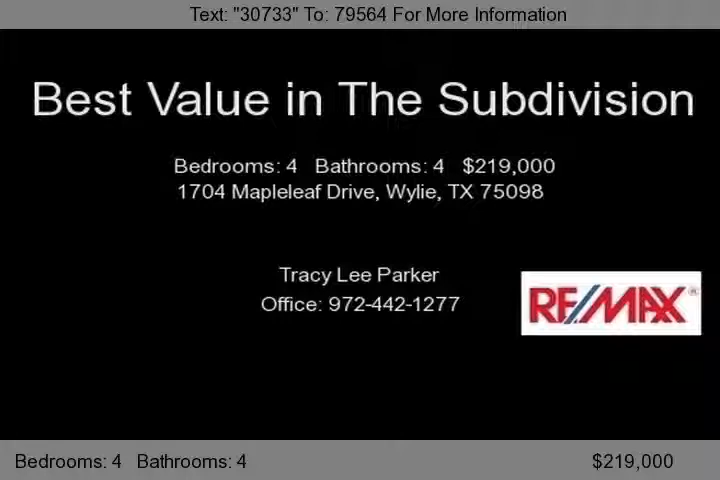 Text: "30733" To: 79564 For More Information
Best Value in The Subdivision
Bedrooms: 4 Bathrooms: 4 $219,000
1704 Mapleleaf Drive, Wylie, TX 75098
Tracy Lee Parker
Office: 972-442-1277
RE/MAX®
Bedrooms: 4 Bathrooms: 4 $219,000